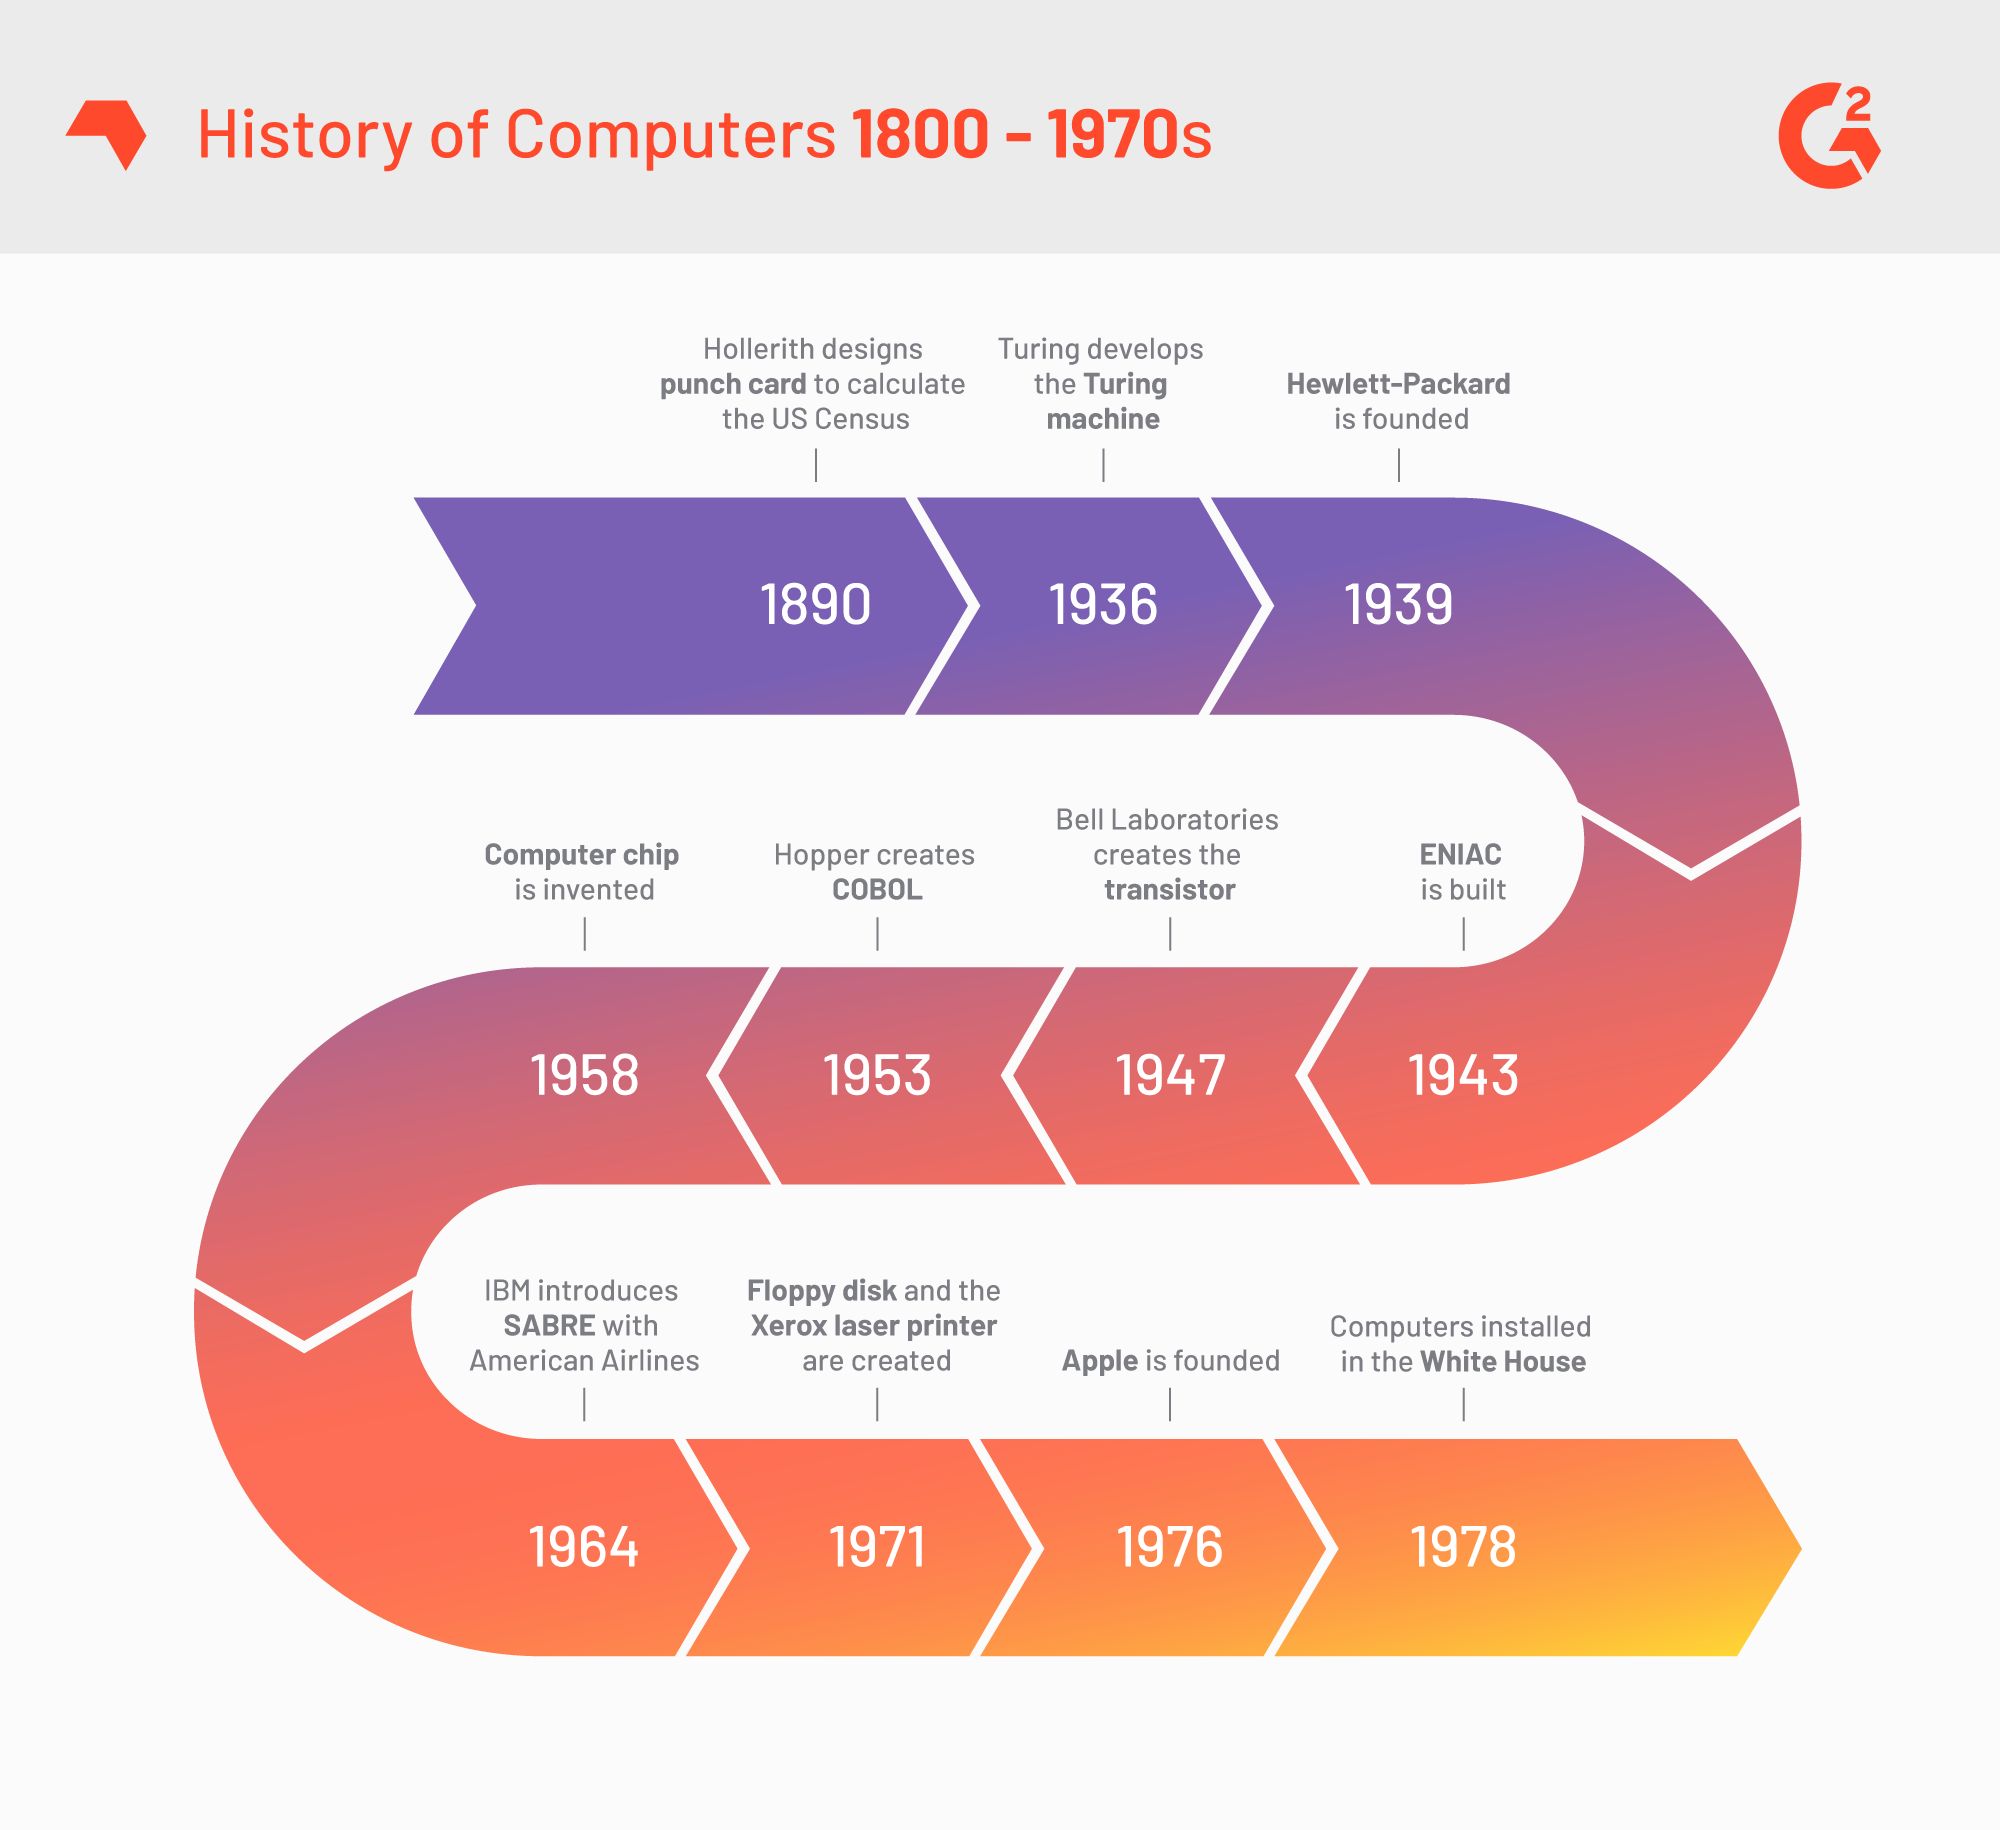 History of Computers 1800 - 1970s
G2
Hollerith designs
punch card to calculate
the US Census
Turing develops
the Turing
machine
Hewlett-Packard
is founded
1890
1936
1939
Computer chip
is invented
Hopper creates
COBOL
Bell Laboratories
creates the
transistor
ENIAC
is built
1958
1953
1947
1943
IBM introduces
SABRE with
American Airlines
Floppy disk and the
Xerox laser printer
are created
Apple is founded
Computers installed
in the White House
1964
1971
1976
1978